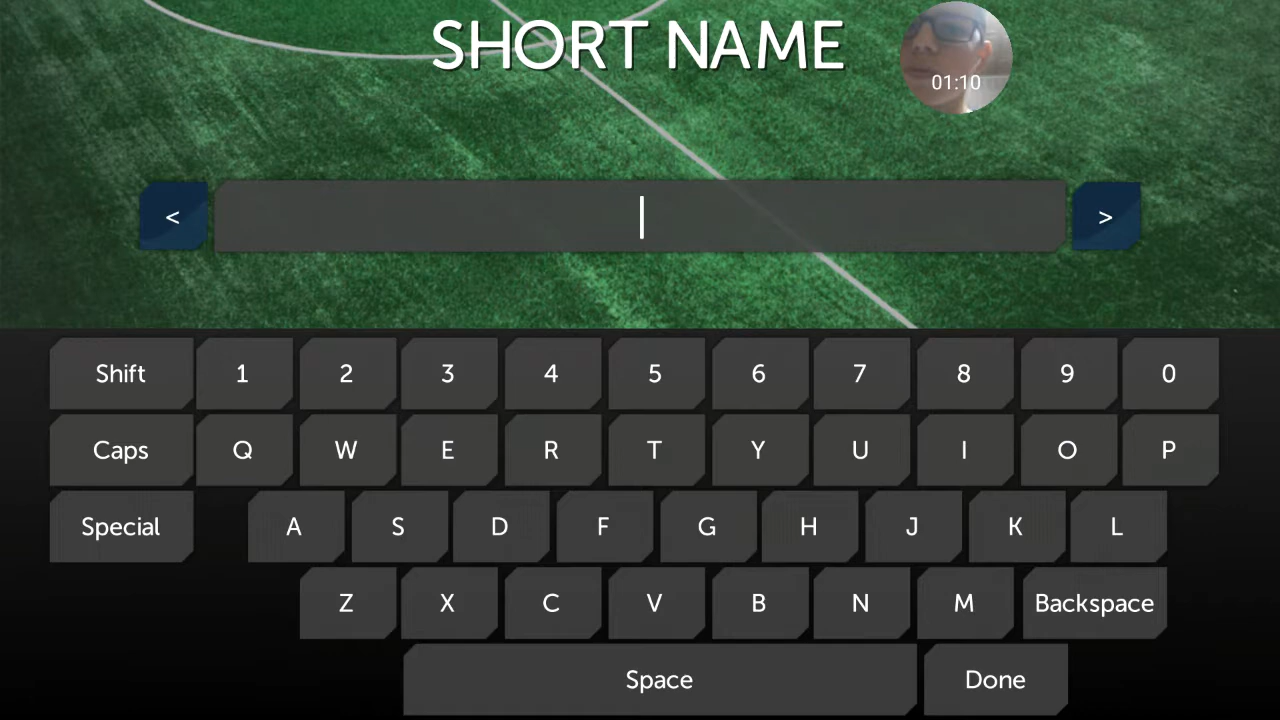 SHORT NAME
01:10
< >
Shift 1 2 3 4 5 6 7 8 9 0
Caps Q W E R T Y U I O P
Special A S D F G H J K L
Z X C V B N M Backspace
Space Done